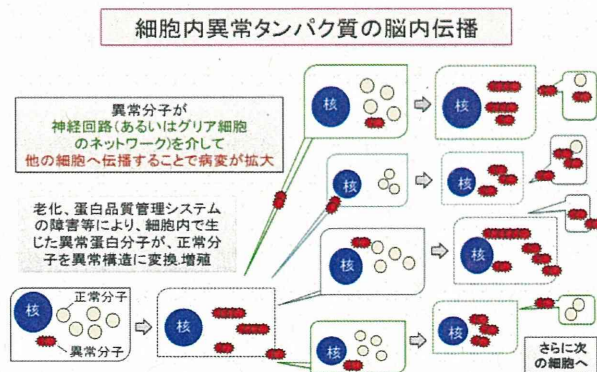 細胞内異常タンパク質の脳内伝播
異常分子が
神経回路(あるいはグリア細胞
のネットワーク)を介して
他の細胞へ伝播することで病変が拡大
老化、蛋白品質管理システム
の障害等により、細胞内で生
じた異常蛋白分子が、正常分
子を異常構造に変換.増殖
核
核
核
核
核
核
核
正常分子
核
異常分子
核
核
さらに次
の細胞へ